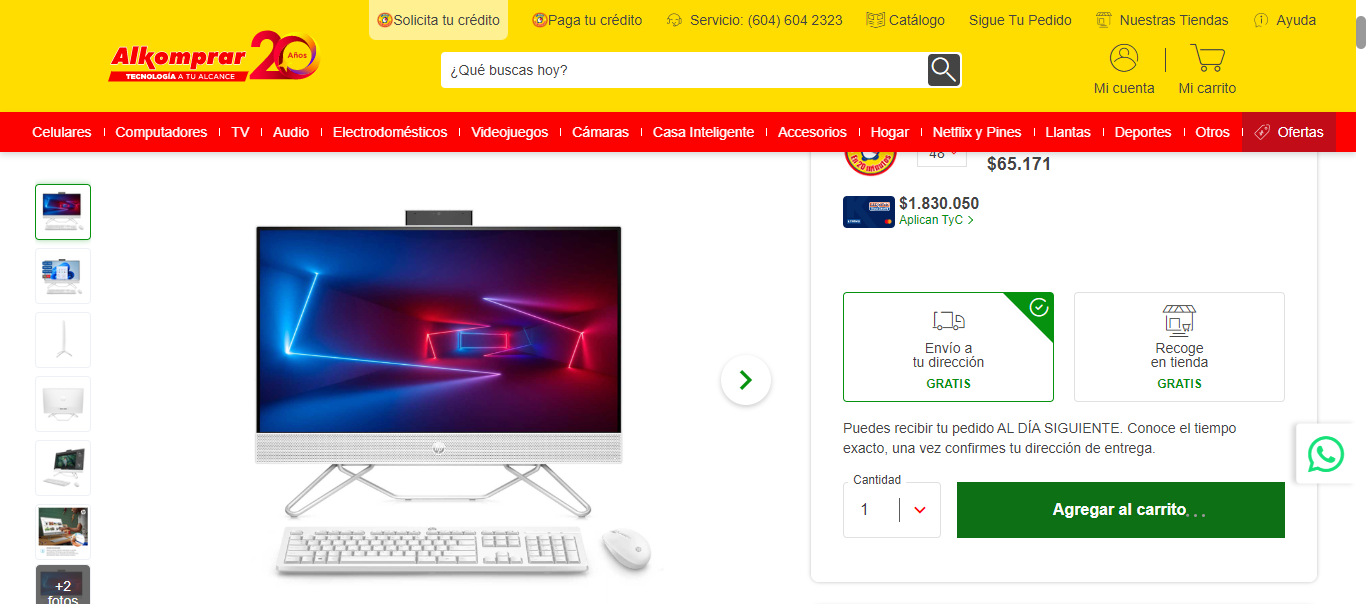 Solicita tu crédito
Paga tu crédito
Servicio: (604) 604 2323
Catálogo
Sigue Tu Pedido
Nuestras Tiendas
Ayuda
Alkomprar 20 Años
TECNOLOGÍA A TU ALCANCE
¿Qué buscas hoy?
Mi cuenta
Mi carrito
Celulares
Computadores
TV
Audio
Electrodomésticos
Videojuegos
Cámaras
Casa Inteligente
Accesorios
Hogar
Netflix y Pines
Llantas
Deportes
Otros
Ofertas
En 20 minutos
48
$65.171
$1.830.050
Aplican TyC
Envío a
tu dirección
GRATIS
Recoge
en tienda
GRATIS
Puedes recibir tu pedido AL DÍA SIGUIENTE. Conoce el tiempo
exacto, una vez confirmes tu dirección de entrega.
Cantidad
1
Agregar al carrito...
hp
+2
fotos